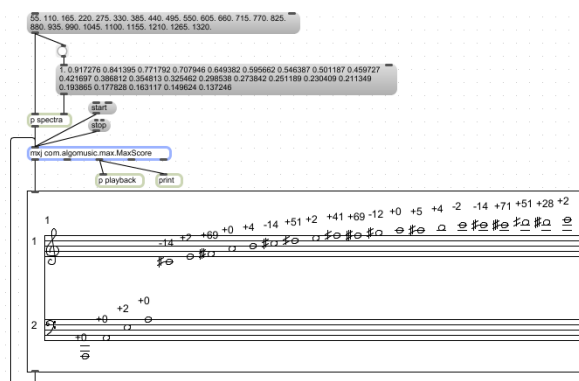 55. 110. 165. 220. 275. 330. 385. 440. 495. 550. 605. 660. 715. 770. 825.
880. 935. 990. 1045. 1100. 1155. 1210. 1265. 1320.
1. 0.917276 0.841395 0.771792 0.707946 0.649382 0.595662 0.546387 0.501187 0.459727
0.421697 0.386812 0.354813 0.325462 0.298538 0.273842 0.251189 0.230409 0.211349
0.193865 0.177828 0.163117 0.149624 0.137246
start
p spectra
stop
mxj com.algomusic.max.MaxScore
p playback
print
1
1
-14 +2 +69 +0 +4 -14 +51 +2 +41 +69 -12 +0 +5 +4 -2 -14 +71 +51 +28 +2
2
+0 +0 +2 +0